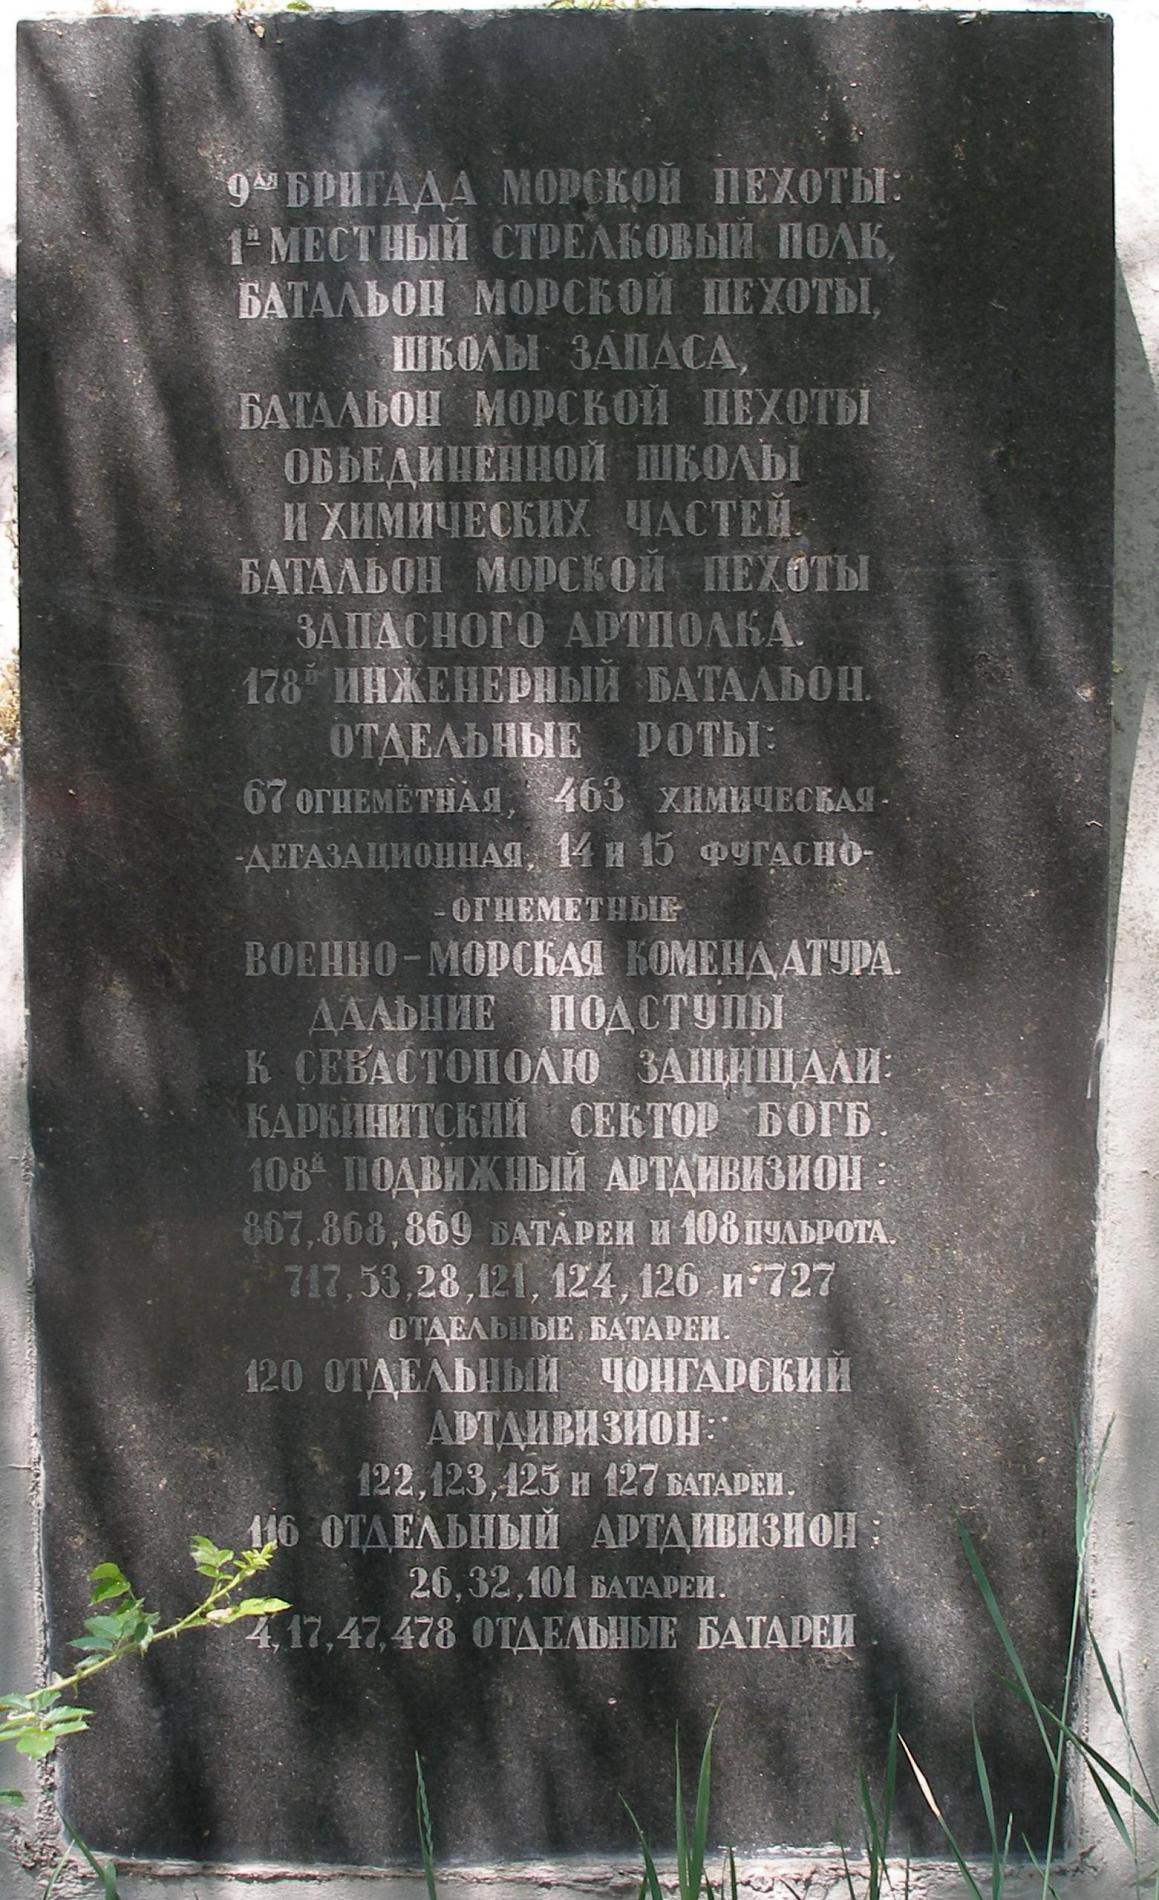 9ая БРИГАДА МОРСКОЙ ПЕХОТЫ:
1й МЕСТНЫЙ СТРЕЛКОВЫЙ ПОЛК,
БАТАЛЬОН МОРСКОЙ ПЕХОТЫ,
ШКОЛЫ ЗАПАСА,
БАТАЛЬОН МОРСКОЙ ПЕХОТЫ
ОБЪЕДИНЕННОЙ ШКОЛЫ
И ХИМИЧЕСКИХ ЧАСТЕЙ.
БАТАЛЬОН МОРСКОЙ ПЕХОТЫ
ЗАПАСНОГО АРТПОЛКА.
178й ИНЖЕНЕРНЫЙ БАТАЛЬОН.
ОТДЕЛЬНЫЕ РОТЫ:
67 ОГНЕМЁТНАЯ, 463 ХИМИЧЕСКАЯ-
-ДЕГАЗАЦИОННАЯ, 14 И 15 ФУГАСНО-
-ОГНЕМЕТНЫЕ
ВОЕННО-МОРСКАЯ КОМЕНДАТУРА.
ДАЛЬНИЕ ПОДСТУПЫ
К СЕВАСТОПОЛЮ ЗАЩИЩАЛИ:
КАРКИНИТСКИЙ СЕКТОР БОГБ.
108й ПОДВИЖНЫЙ АРТДИВИЗИОН:
867, 868, 869 БАТАРЕИ И 108 ПУЛЬРОТА.
717, 53, 28, 121, 124, 126 И 727
ОТДЕЛЬНЫЕ БАТАРЕИ.
120 ОТДЕЛЬНЫЙ ЧОНГАРСКИЙ
АРТДИВИЗИОН:
122, 123, 125 И 127 БАТАРЕИ.
116 ОТДЕЛЬНЫЙ АРТДИВИЗИОН:
26, 32, 101 БАТАРЕИ.
4, 17, 47, 478 ОТДЕЛЬНЫЕ БАТАРЕИ.